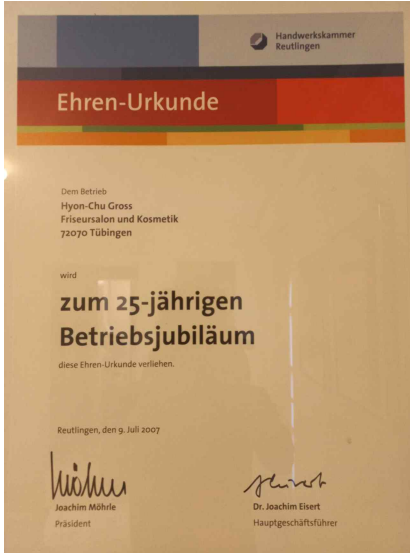 Handwerkskammer
Reutlingen
Ehren-Urkunde
Dem Betrieb
Hyon-Chu Gross
Friseursalon und Kosmetik
72070 Tübingen
wird
zum 25-jährigen
Betriebsjubiläum
diese Ehren-Urkunde verliehen.
Reutlingen, den 9. Juli 2007
Joachim Möhrle
Präsident
Dr. Joachim Eisert
Hauptgeschäftsführer